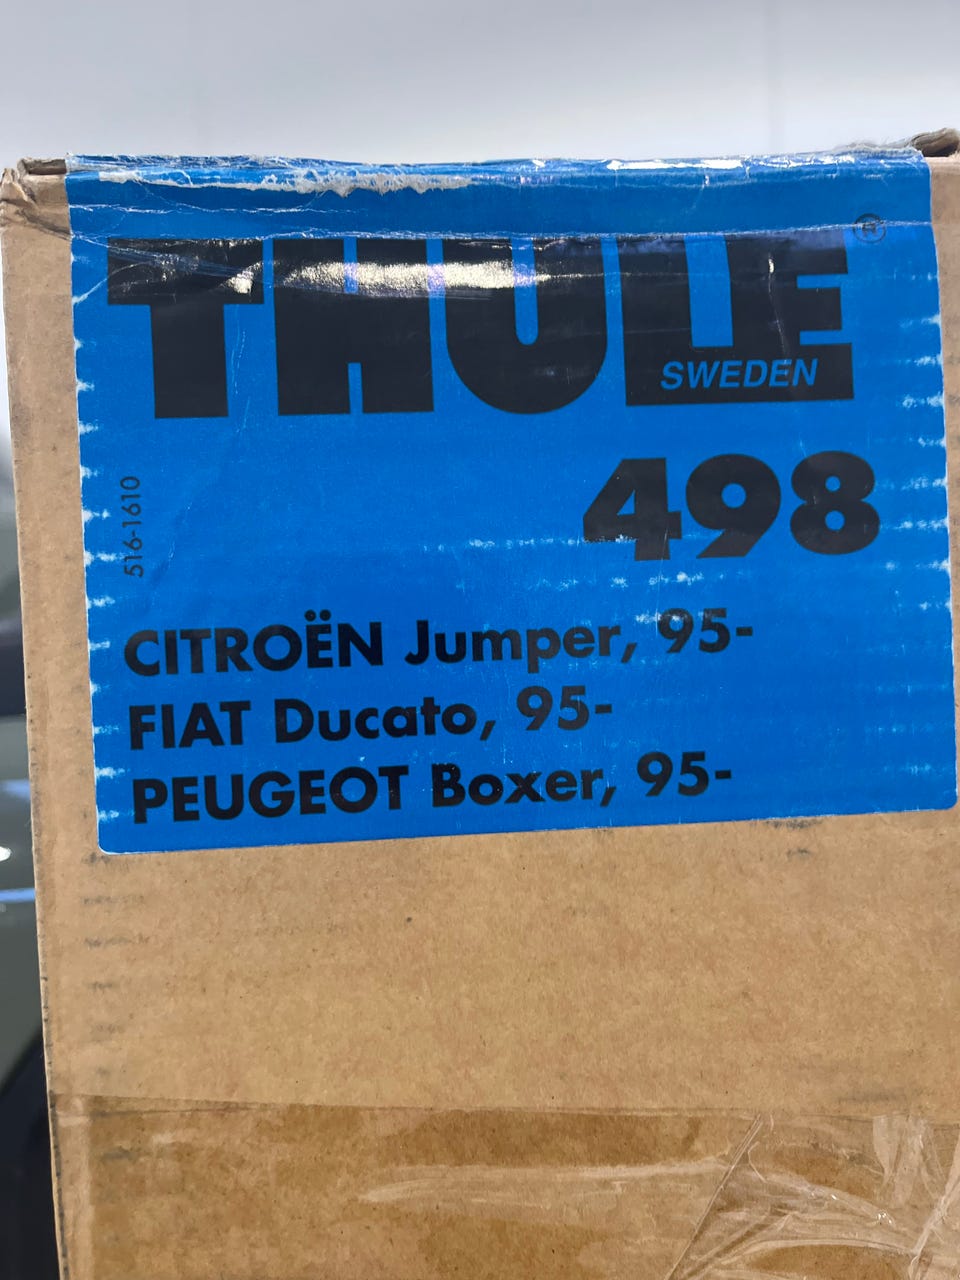 THULE®
SWEDEN
498
516-1610
CITROËN Jumper, 95-
FIAT Ducato, 95-
PEUGEOT Boxer, 95-